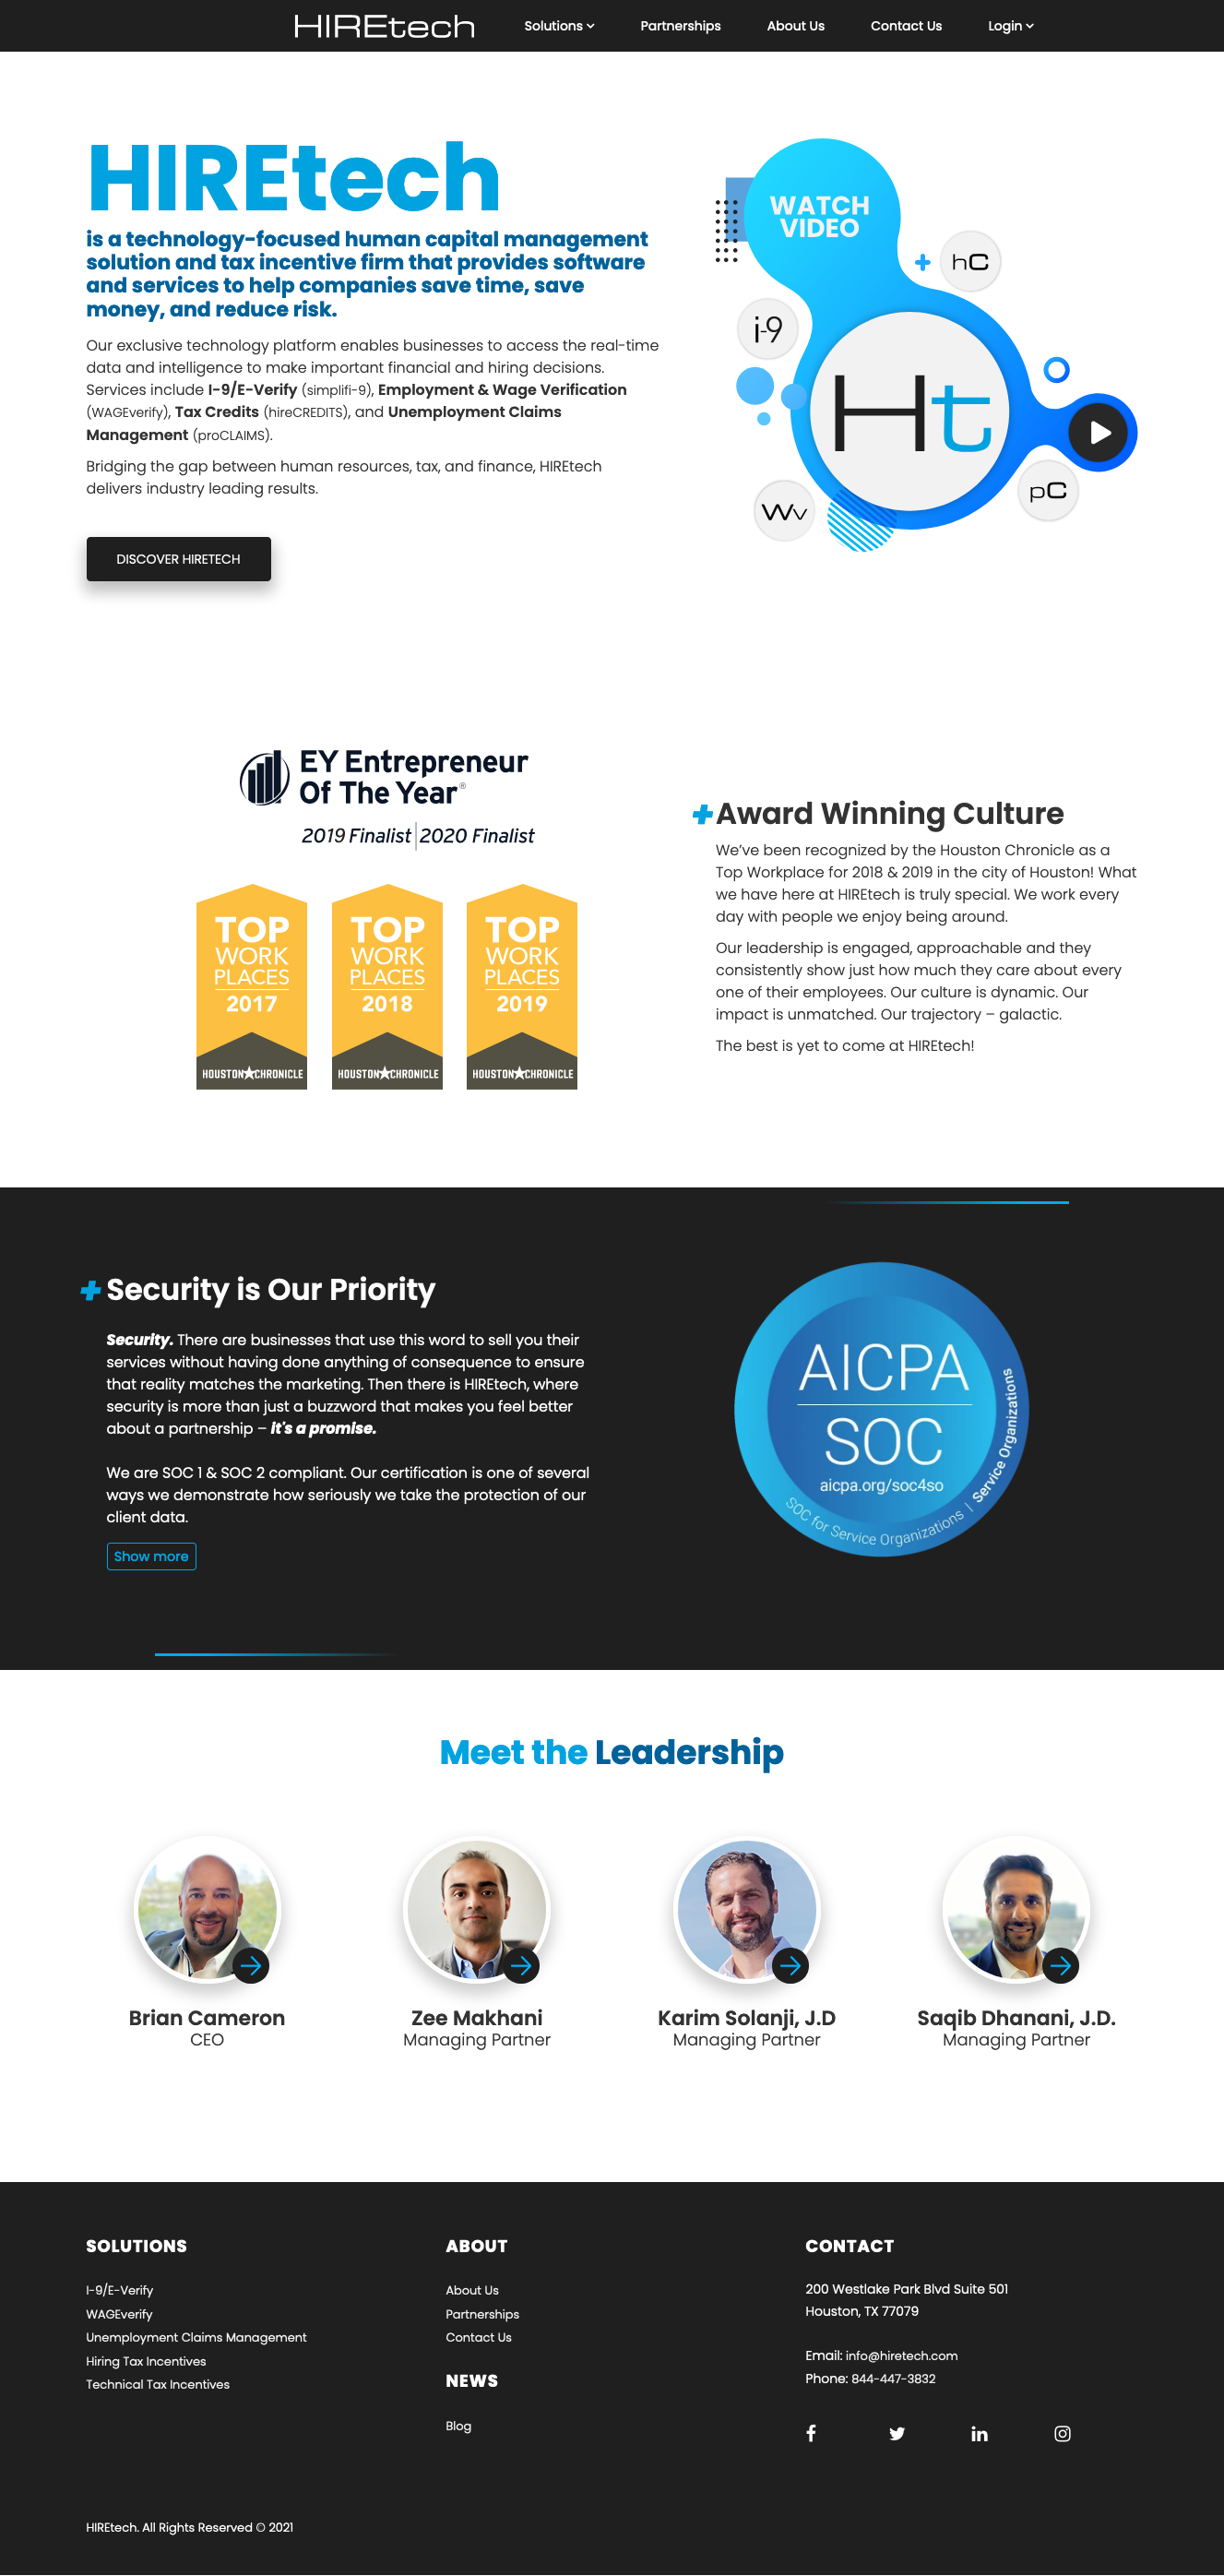 HIREtech
Solutions
Partnerships
About Us
Contact Us
Login
HIREtech
is a technology-focused human capital management
solution and tax incentive firm that provides software
and services to help companies save time, save
money, and reduce risk.
Our exclusive technology platform enables businesses to access the real-time
data and intelligence to make important financial and hiring decisions.
Services include I-9/E-Verify (simplifi-9), Employment & Wage Verification
(WAGEverify), Tax Credits (hireCREDITS), and Unemployment Claims
Management (proCLAIMS).
Bridging the gap between human resources, tax, and finance, HIREtech
delivers industry leading results.
DISCOVER HIRETECH
WATCH
VIDEO
hC
i-9
Ht
pC
Wv
EY Entrepreneur
Of The Year®
2019 Finalist | 2020 Finalist
TOP
WORK
PLACES
2017
HOUSTON★CHRONICLE
TOP
WORK
PLACES
2018
HOUSTON★CHRONICLE
TOP
WORK
PLACES
2019
HOUSTON★CHRONICLE
Award Winning Culture
We've been recognized by the Houston Chronicle as a
Top Workplace for 2018 & 2019 in the city of Houston! What
we have here at HIREtech is truly special. We work every
day with people we enjoy being around.
Our leadership is engaged, approachable and they
consistently show just how much they care about every
one of their employees. Our culture is dynamic. Our
impact is unmatched. Our trajectory – galactic.
The best is yet to come at HIREtech!
Security is Our Priority
Security. There are businesses that use this word to sell you their
services without having done anything of consequence to ensure
that reality matches the marketing. Then there is HIREtech, where
security is more than just a buzzword that makes you feel better
about a partnership – it's a promise.
We are SOC 1 & SOC 2 compliant. Our certification is one of several
ways we demonstrate how seriously we take the protection of our
client data.
Show more
AICPA
SOC
aicpa.org/soc4so
SOC for Service Organizations | Service Organizations
Meet the Leadership
Brian Cameron
CEO
Zee Makhani
Managing Partner
Karim Solanji, J.D
Managing Partner
Saqib Dhanani, J.D.
Managing Partner
SOLUTIONS
I-9/E-Verify
WAGEverify
Unemployment Claims Management
Hiring Tax Incentives
Technical Tax Incentives
ABOUT
About Us
Partnerships
Contact Us
NEWS
Blog
CONTACT
200 Westlake Park Blvd Suite 501
Houston, TX 77079
Email: info@hiretech.com
Phone: 844-447-3832
HIREtech. All Rights Reserved © 2021